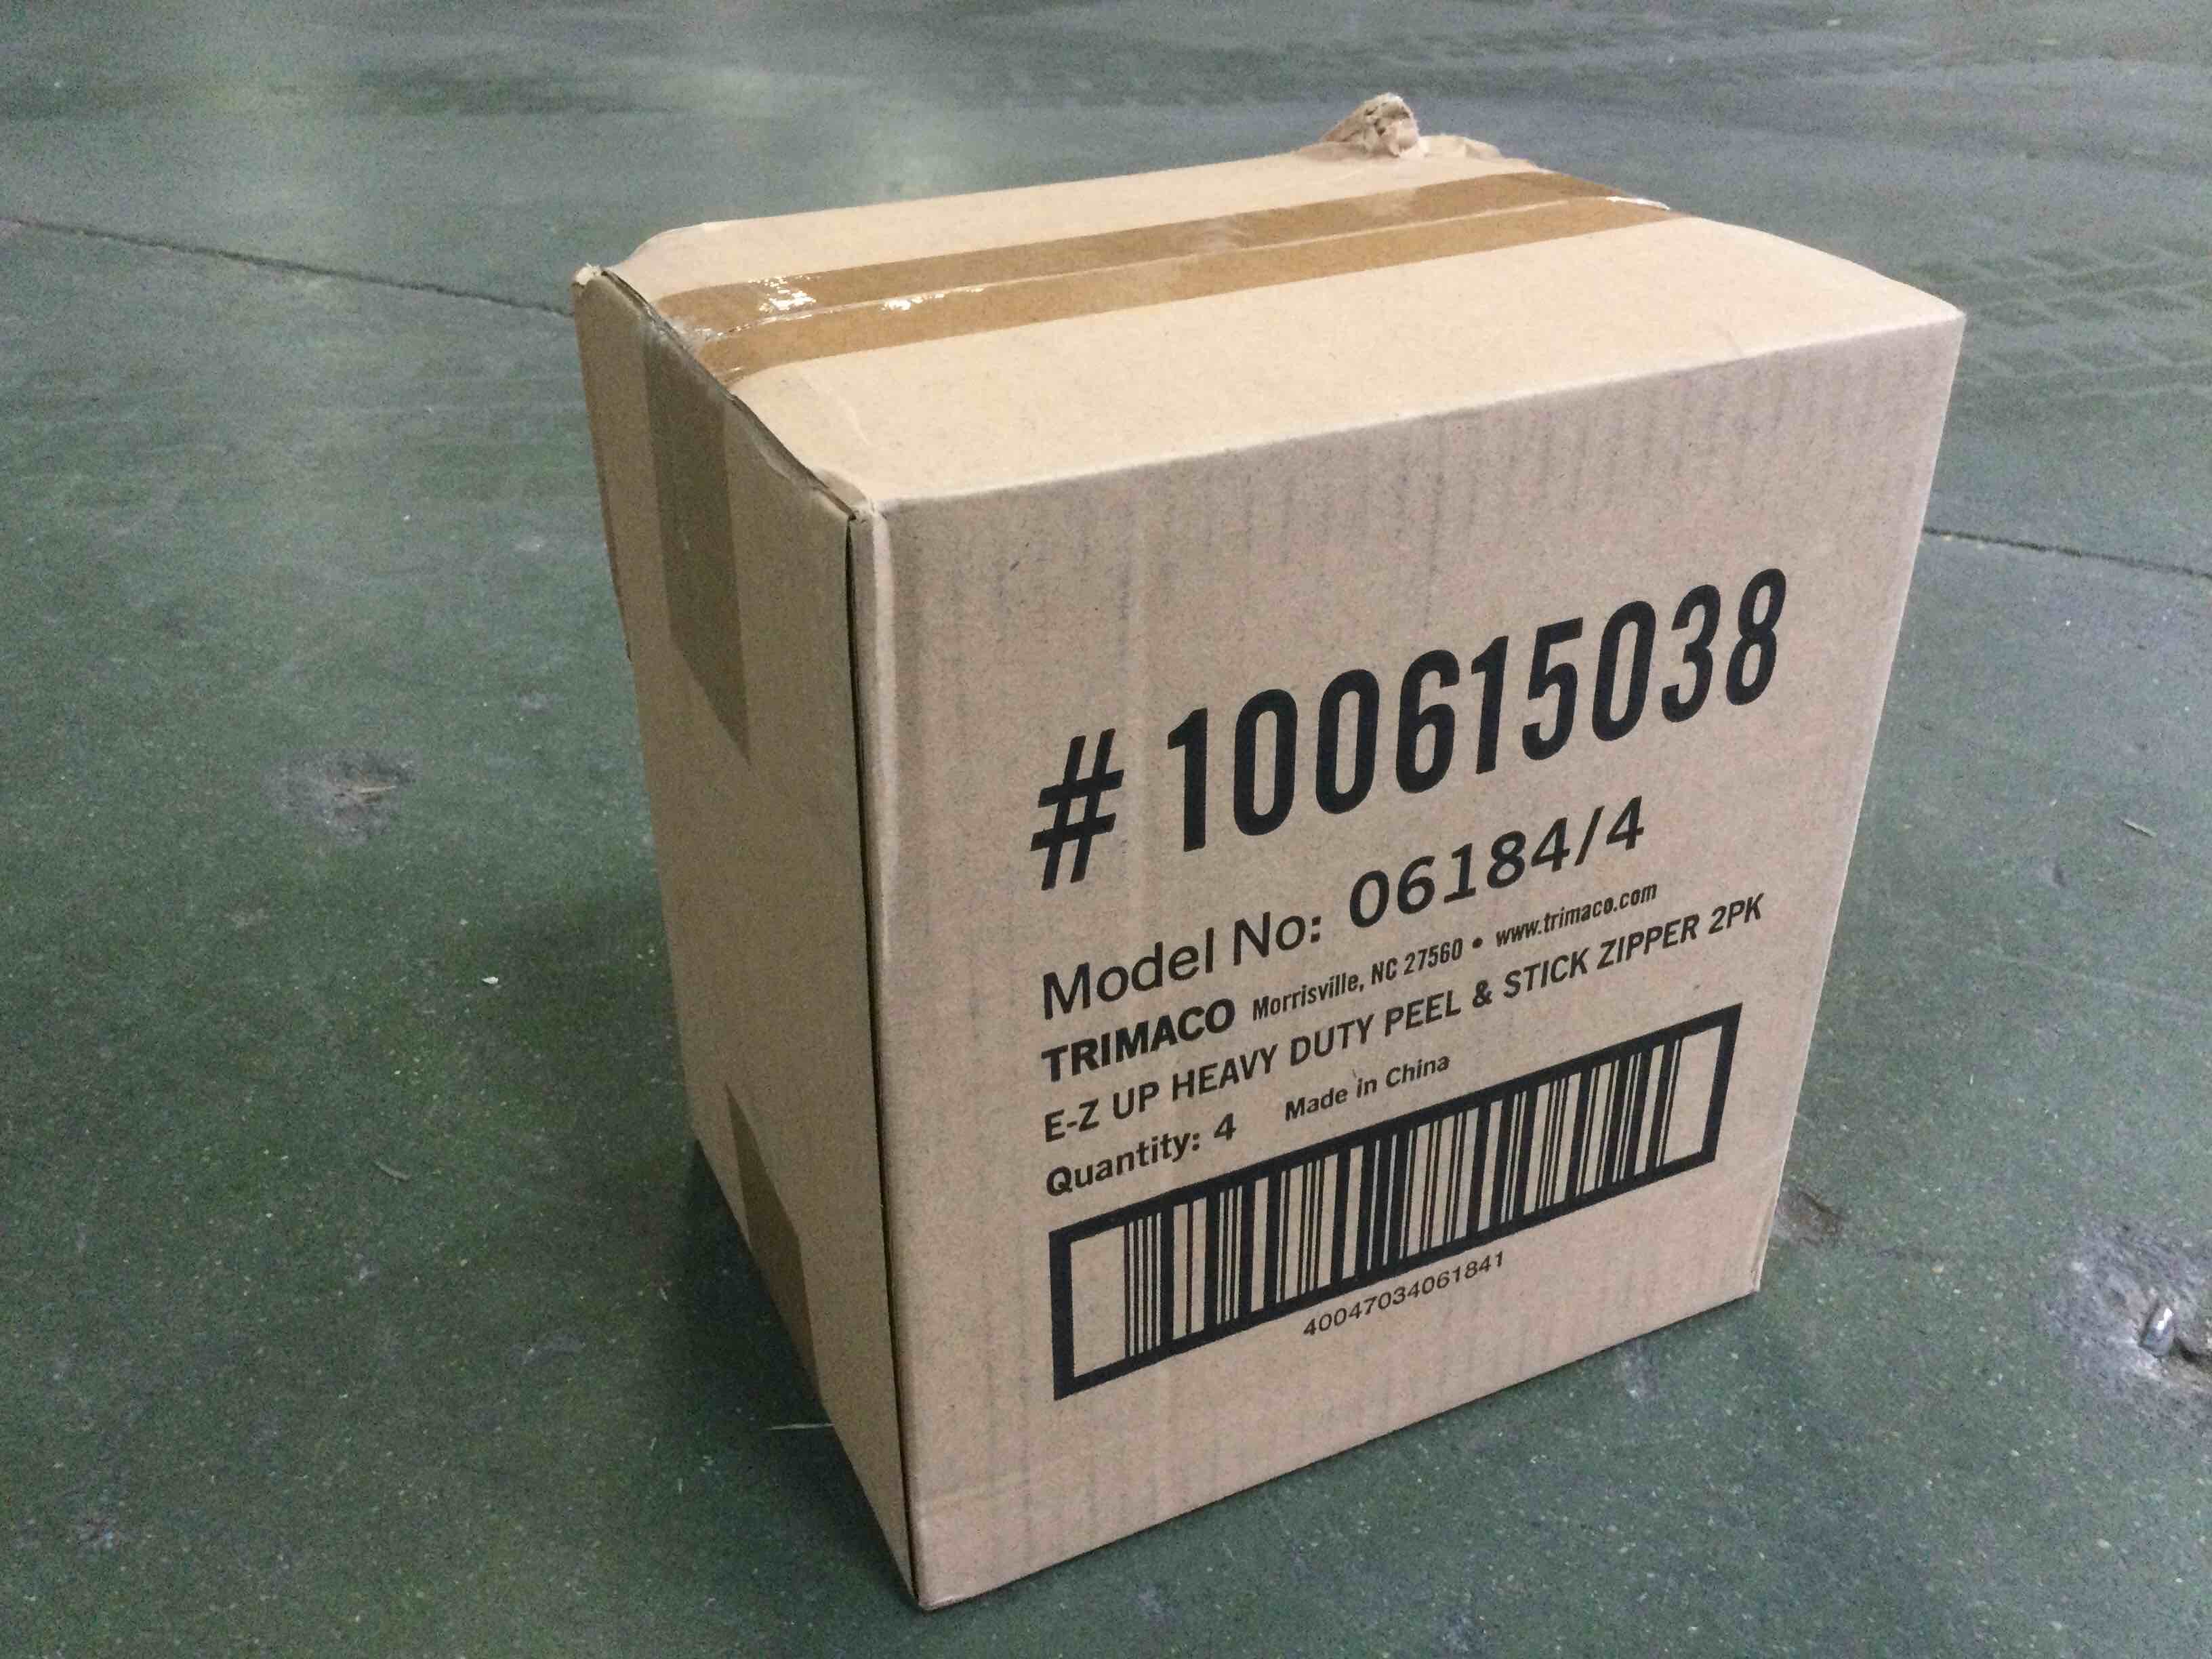 #100615038
Model No: 06184/4
TRIMACO Morrisville, NC 27560 • www.trimaco.com
E-Z UP HEAVY DUTY PEEL & STICK ZIPPER 2PK
Quantity: 4 Made in China
40047034061841